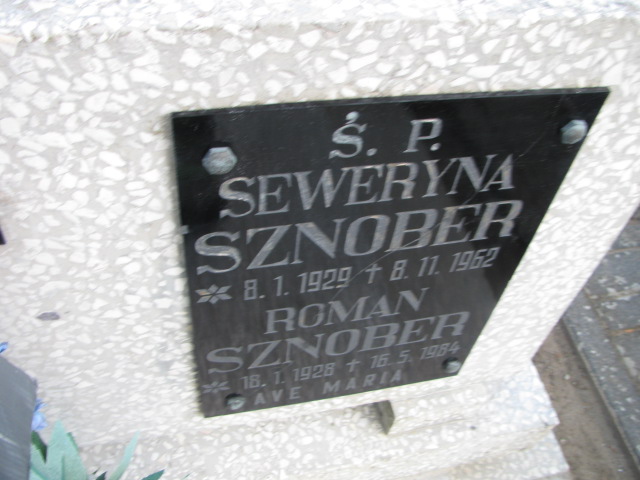 Ś. P.
SEWERYNA
SZNOBER
* 8. 1. 1929 † 8. 11. 1962
ROMAN
SZNOBER
* 16. 1. 1928 † 16. 5. 1984
AVE MARIA